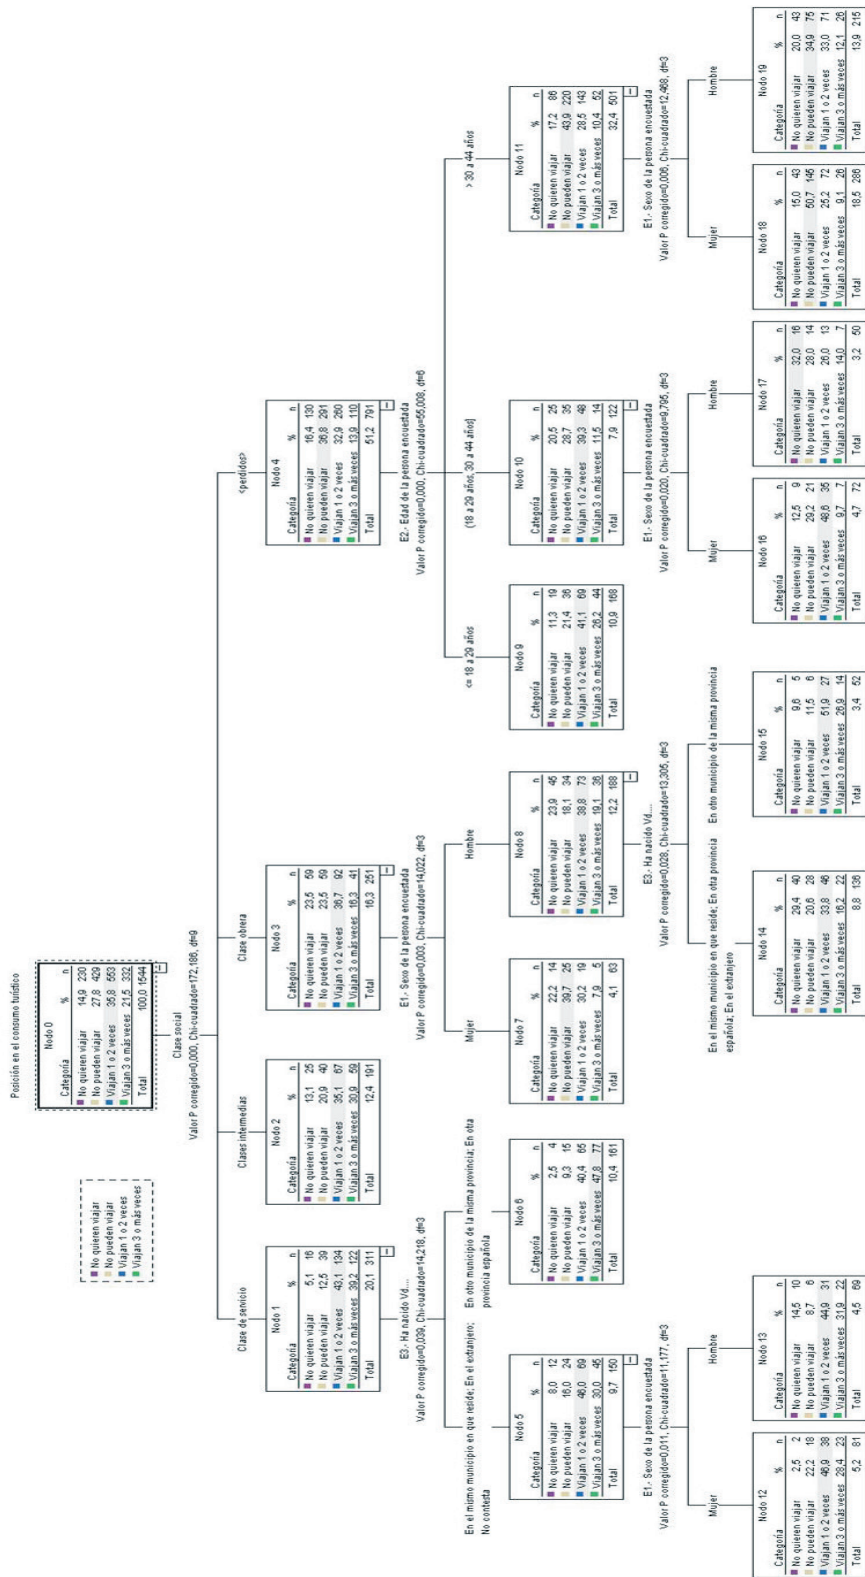 Posición en el consumo turístico
No quieren viajar
No pueden viajar
Viajan 1 o 2 veces
Viajan 3 o más veces
Nodo 0
Categoría % n
No quieren viajar 14,9 230
No pueden viajar 27,8 429
Viajan 1 o 2 veces 35,8 553
Viajan 3 o más veces 21,5 332
Total 100,0 1544
Clase social
Valor P corregido=0,000, Chi-cuadrado=172,186, df=9
Clase de servicio
Clases intermedias
Clase obrera
<perdidos>
Nodo 1
Categoría % n
No quieren viajar 5,1 16
No pueden viajar 12,5 39
Viajan 1 o 2 veces 43,1 134
Viajan 3 o más veces 39,2 122
Total 20,1 311
Nodo 2
Categoría % n
No quieren viajar 13,1 25
No pueden viajar 20,9 40
Viajan 1 o 2 veces 35,1 67
Viajan 3 o más veces 30,9 59
Total 12,4 191
Nodo 3
Categoría % n
No quieren viajar 23,5 59
No pueden viajar 23,5 59
Viajan 1 o 2 veces 36,7 92
Viajan 3 o más veces 16,3 41
Total 16,3 251
Nodo 4
Categoría % n
No quieren viajar 16,4 130
No pueden viajar 36,8 291
Viajan 1 o 2 veces 32,9 260
Viajan 3 o más veces 13,9 110
Total 51,2 791
E3.- Ha nacido Vd....
Valor P corregido=0,039, Chi-cuadrado=14,218, df=3
E1.- Sexo de la persona encuestada
Valor P corregido=0,003, Chi-cuadrado=14,022, df=3
E2.- Edad de la persona encuestada
Valor P corregido=0,000, Chi-cuadrado=55,008, df=6
En el mismo municipio en que reside; En el extranjero;
No contesta
En otro municipio de la misma provincia; En otra
provincia española
Mujer
Hombre
<= 18 a 29 años
(18 a 29 años, 30 a 44 años]
> 30 a 44 años
Nodo 5
Categoría % n
No quieren viajar 8,0 12
No pueden viajar 16,0 24
Viajan 1 o 2 veces 46,0 69
Viajan 3 o más veces 30,0 45
Total 9,7 150
Nodo 6
Categoría % n
No quieren viajar 2,5 4
No pueden viajar 9,3 15
Viajan 1 o 2 veces 40,4 65
Viajan 3 o más veces 47,8 77
Total 10,4 161
Nodo 7
Categoría % n
No quieren viajar 22,2 14
No pueden viajar 39,7 25
Viajan 1 o 2 veces 30,2 19
Viajan 3 o más veces 7,9 5
Total 4,1 63
Nodo 8
Categoría % n
No quieren viajar 23,9 45
No pueden viajar 18,1 34
Viajan 1 o 2 veces 38,8 73
Viajan 3 o más veces 19,1 36
Total 12,2 188
Nodo 9
Categoría % n
No quieren viajar 11,3 19
No pueden viajar 21,4 36
Viajan 1 o 2 veces 41,1 69
Viajan 3 o más veces 26,2 44
Total 10,9 168
Nodo 10
Categoría % n
No quieren viajar 20,5 25
No pueden viajar 28,7 35
Viajan 1 o 2 veces 39,3 48
Viajan 3 o más veces 11,5 14
Total 7,9 122
Nodo 11
Categoría % n
No quieren viajar 17,2 86
No pueden viajar 43,9 220
Viajan 1 o 2 veces 28,5 143
Viajan 3 o más veces 10,4 52
Total 32,4 501
E1.- Sexo de la persona encuestada
Valor P corregido=0,011, Chi-cuadrado=11,177, df=3
E3.- Ha nacido Vd....
Valor P corregido=0,028, Chi-cuadrado=13,305, df=3
E1.- Sexo de la persona encuestada
Valor P corregido=0,020, Chi-cuadrado=9,795, df=3
E1.- Sexo de la persona encuestada
Valor P corregido=0,006, Chi-cuadrado=12,468, df=3
Mujer
Hombre
En el mismo municipio en que reside; En otra provincia
española; En el extranjero
En otro municipio de la misma provincia
Mujer
Hombre
Mujer
Hombre
Nodo 12
Categoría % n
No quieren viajar 2,5 2
No pueden viajar 22,2 18
Viajan 1 o 2 veces 46,9 38
Viajan 3 o más veces 28,4 23
Total 5,2 81
Nodo 13
Categoría % n
No quieren viajar 14,5 10
No pueden viajar 8,7 6
Viajan 1 o 2 veces 44,9 31
Viajan 3 o más veces 31,9 22
Total 4,5 69
Nodo 14
Categoría % n
No quieren viajar 29,4 40
No pueden viajar 20,6 28
Viajan 1 o 2 veces 33,8 46
Viajan 3 o más veces 16,2 22
Total 8,8 136
Nodo 15
Categoría % n
No quieren viajar 9,6 5
No pueden viajar 11,5 6
Viajan 1 o 2 veces 51,9 27
Viajan 3 o más veces 26,9 14
Total 3,4 52
Nodo 16
Categoría % n
No quieren viajar 12,5 9
No pueden viajar 29,2 21
Viajan 1 o 2 veces 48,6 35
Viajan 3 o más veces 9,7 7
Total 4,7 72
Nodo 17
Categoría % n
No quieren viajar 32,0 16
No pueden viajar 28,0 14
Viajan 1 o 2 veces 26,0 13
Viajan 3 o más veces 14,0 7
Total 3,2 50
Nodo 18
Categoría % n
No quieren viajar 15,0 43
No pueden viajar 50,7 145
Viajan 1 o 2 veces 25,2 72
Viajan 3 o más veces 9,1 26
Total 18,5 286
Nodo 19
Categoría % n
No quieren viajar 20,0 43
No pueden viajar 34,9 75
Viajan 1 o 2 veces 33,0 71
Viajan 3 o más veces 12,1 26
Total 13,9 215